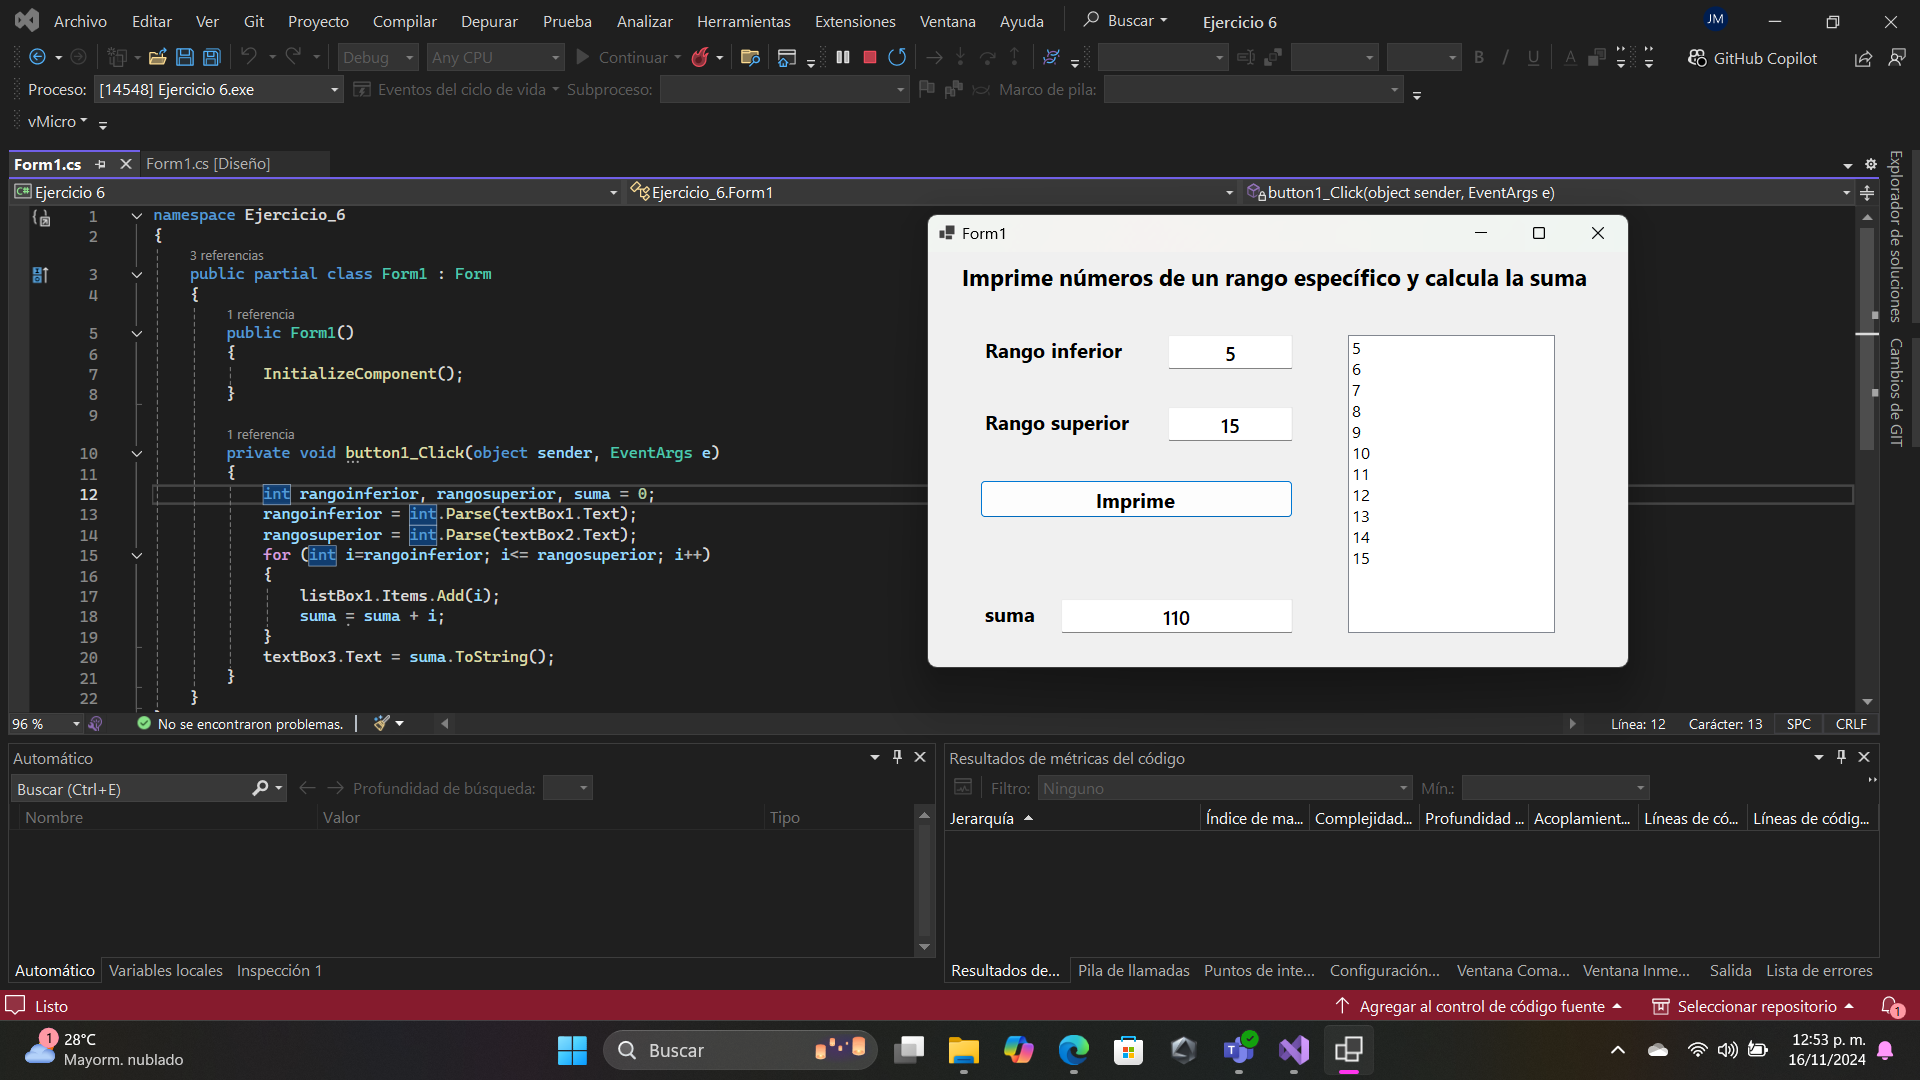 Archivo Editar Ver Git Proyecto Compilar Depurar Prueba Analizar Herramientas Extensiones Ventana Ayuda Buscar Ejercicio 6 JM
Debug Any CPU Continuar GitHub Copilot
Proceso: [14548] Ejercicio 6.exe Eventos del ciclo de vida Subproceso: Marco de pila:
vMicro
Form1.cs Form1.cs [Diseño]
C# Ejercicio 6 Ejercicio_6.Form1 button1_Click(object sender, EventArgs e)
1 namespace Ejercicio_6
2 {
3 referencias
3 public partial class Form1 : Form
4 {
1 referencia
5 public Form1()
6 {
7 InitializeComponent();
8 }
9
1 referencia
10 private void button1_Click(object sender, EventArgs e)
11 {
12 int rangoinferior, rangosuperior, suma = 0;
13 rangoinferior = int.Parse(textBox1.Text);
14 rangosuperior = int.Parse(textBox2.Text);
15 for (int i=rangoinferior; i<= rangosuperior; i++)
16 {
17 listBox1.Items.Add(i);
18 suma = suma + i;
19 }
20 textBox3.Text = suma.ToString();
21 }
22 }
Form1
Imprime números de un rango específico y calcula la suma
Rango inferior 5
Rango superior 15
Imprime
suma 110
5
6
7
8
9
10
11
12
13
14
15
Explorador de soluciones
Cambios de GIT
96 % No se encontraron problemas. Línea: 12 Carácter: 13 SPC CRLF
Automático
Buscar (Ctrl+E) Profundidad de búsqueda:
Nombre Valor Tipo
Automático Variables locales Inspección 1
Resultados de métricas del código
Filtro: Ninguno Mín.:
Jerarquía Índice de ma... Complejidad... Profundidad ... Acoplamient... Líneas de có... Líneas de códig...
Resultados de... Pila de llamadas Puntos de inte... Configuración... Ventana Coma... Ventana Inme... Salida Lista de errores
Listo Agregar al control de código fuente Seleccionar repositorio 1
1 28°C
Mayorm. nublado
Buscar
12:53 p. m.
16/11/2024